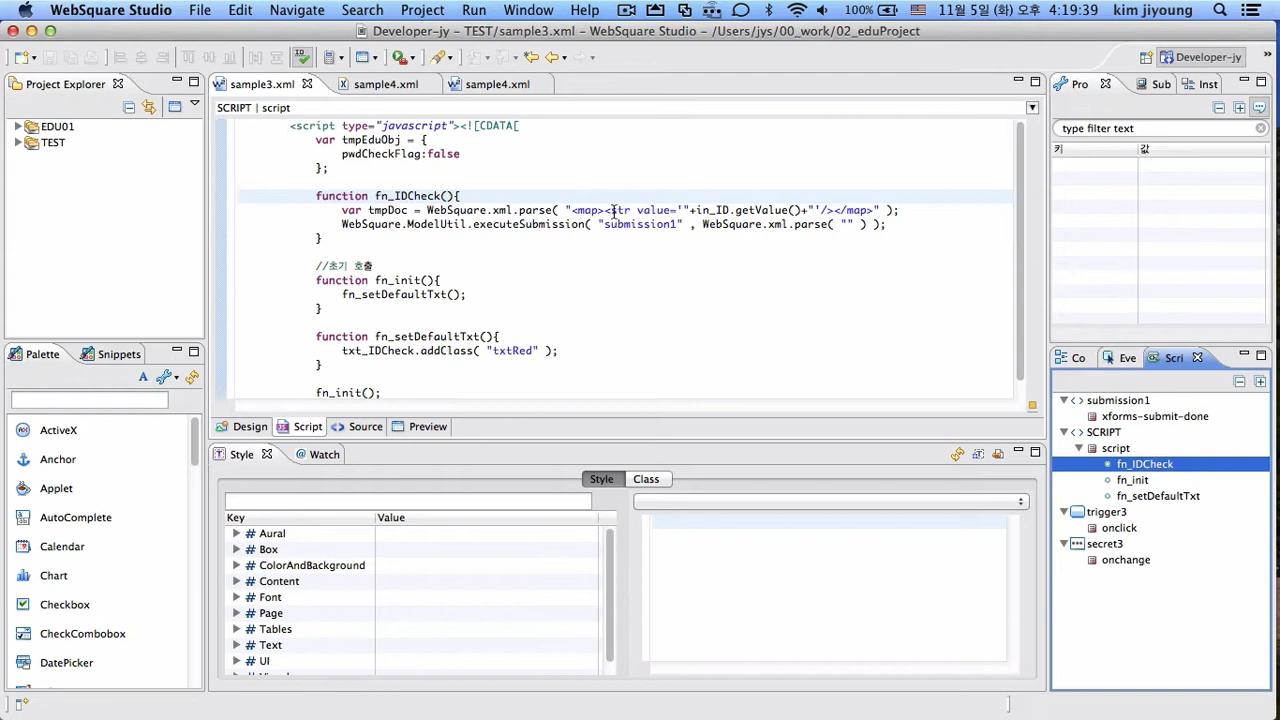 WebSquare Studio File Edit Navigate Search Project Run Window Help 100% 11월 5일 (화) 오후 4:19:39 kim jiyoung
Developer-jy - TEST/sample3.xml - WebSquare Studio - /Users/jys/00_work/02_eduProject
Developer-jy
Project Explorer
EDU01
TEST
sample3.xml sample4.xml sample4.xml
SCRIPT | script
<script type="javascript"><![CDATA[
var tmpEduObj = {
pwdCheckFlag:false
};
function fn_IDCheck(){
var tmpDoc = WebSquare.xml.parse( "<map><str value='"+in_ID.getValue()+"'/></map>" );
WebSquare.ModelUtil.executeSubmission( "submission1" , WebSquare.xml.parse( "" ) );
}
//초기 호출
function fn_init(){
fn_setDefaultTxt();
}
function fn_setDefaultTxt(){
txt_IDCheck.addClass( "txtRed" );
}
fn_init();
Design Script Source Preview
Pro Sub Inst
type filter text
키 값
Palette Snippets
A
ActiveX
Anchor
Applet
AutoComplete
Calendar
Chart
Checkbox
CheckCombobox
DatePicker
Style Watch
Style Class
Key Value
# Aural
# Box
# ColorAndBackground
# Content
# Font
# Page
# Tables
# Text
# UI
Co Eve Scri
submission1
xforms-submit-done
SCRIPT
script
fn_IDCheck
fn_init
fn_setDefaultTxt
trigger3
onclick
secret3
onchange